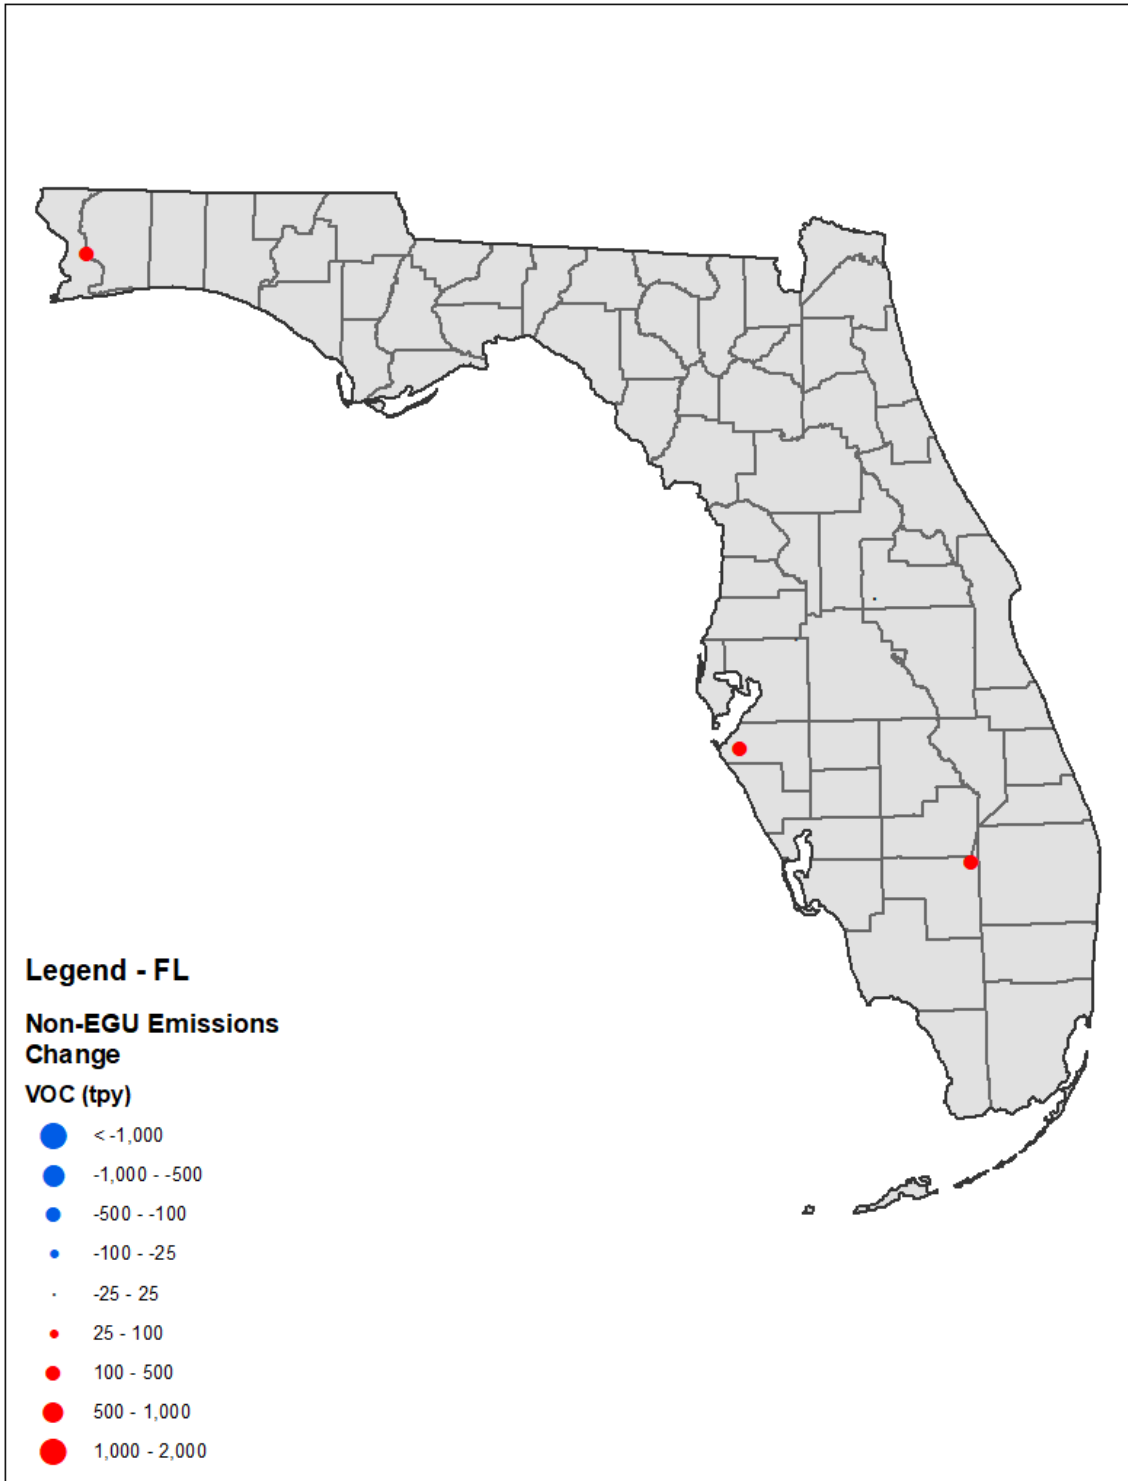 Legend - FL
Non-EGU Emissions
Change
VOC (tpy)
< -1,000
-1,000 - -500
-500 - -100
-100 - -25
-25 - 25
25 - 100
100 - 500
500 - 1,000
1,000 - 2,000